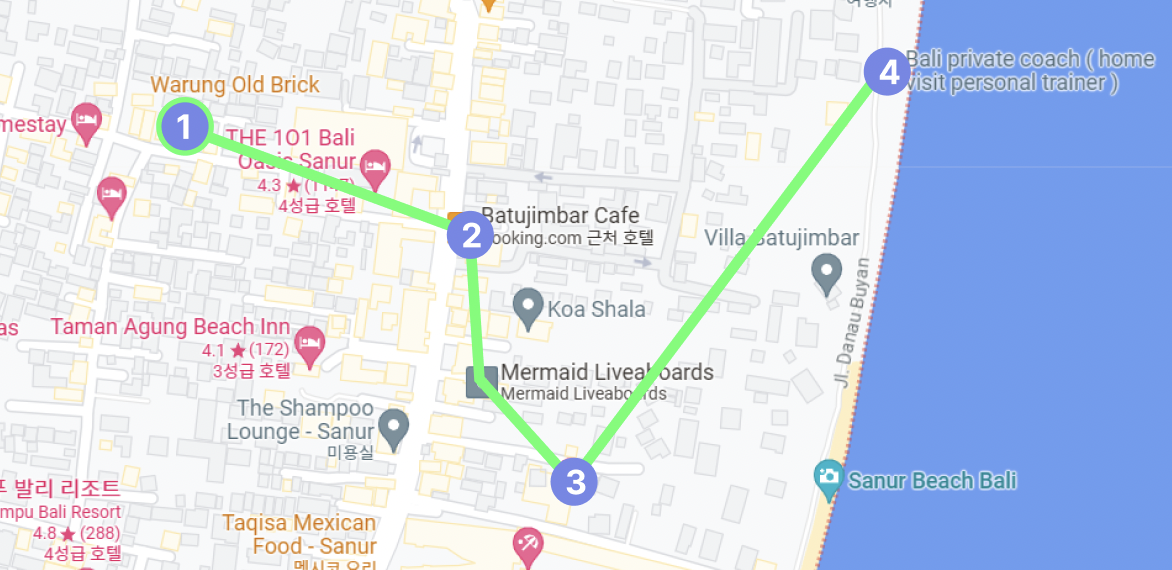 Warung Old Brick
1
mestay
THE 1O1 Bali
Oasis Sanur
4.3 ★ (1147)
4성급 호텔
2
Batujimbar Cafe
ooking.com 근처 호텔
4
Bali private coach ( home
visit personal trainer )
Villa Batujimbar
Jl. Danau Buyan
Koa Shala
as
Taman Agung Beach Inn
4.1 ★ (172)
3성급 호텔
Mermaid Liveaboards
Mermaid Liveaboards
The Shampoo
Lounge - Sanur
미용실
3
Sanur Beach Bali
프 발리 리조트
mpu Bali Resort
4.8 ★ (288)
4성급 호텔
Taqisa Mexican
Food - Sanur
멕시코 요리